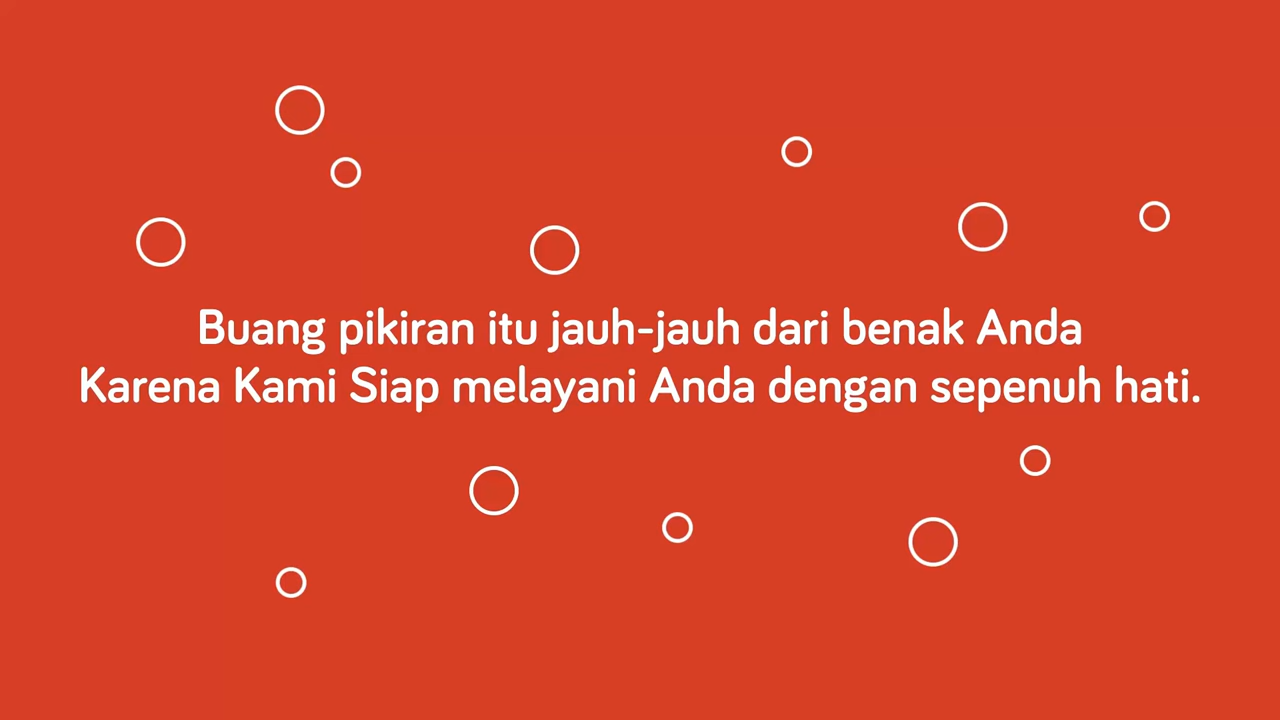 Buang pikiran itu jauh-jauh dari benak Anda
Karena Kami Siap melayani Anda dengan sepenuh hati.